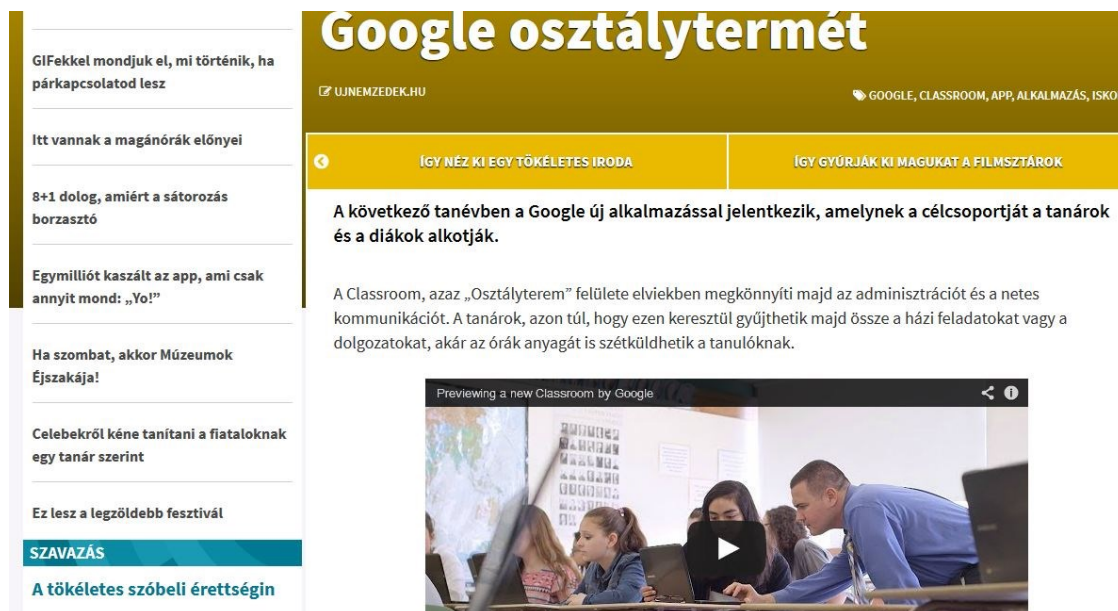 GIFekkel mondjuk el, mi történik, ha
párkapcsolatod lesz
Itt vannak a magánórák előnyei
8+1 dolog, amiért a sátorozás
borzasztó
Egymilliót kaszált az app, ami csak
annyit mond: „Yo!”
Ha szombat, akkor Múzeumok
Éjszakája!
Celebekről kéne tanítani a fiataloknak
egy tanár szerint
Ez lesz a legzöldebb fesztivál
SZAVAZÁS
A tökéletes szóbeli érettségin
Google osztálytermét
UJNEMZEDEK.HU
GOOGLE, CLASSROOM, APP, ALKALMAZÁS, ISKO
ÍGY NÉZ KI EGY TÖKÉLETES IRODA
ÍGY GYÚRJÁK KI MAGUKAT A FILMSZTÁROK
A következő tanévben a Google új alkalmazással jelentkezik, amelynek a célcsoportját a tanárok
és a diákok alkotják.
A Classroom, azaz „Osztályterem” felülete elviekben megkönnyíti majd az adminisztrációt és a netes
kommunikációt. A tanárok, azon túl, hogy ezen keresztül gyűjthetik majd össze a házi feladatokat vagy a
dolgozatokat, akár az órák anyagát is szétküldhetik a tanulóknak.
Previewing a new Classroom by Google